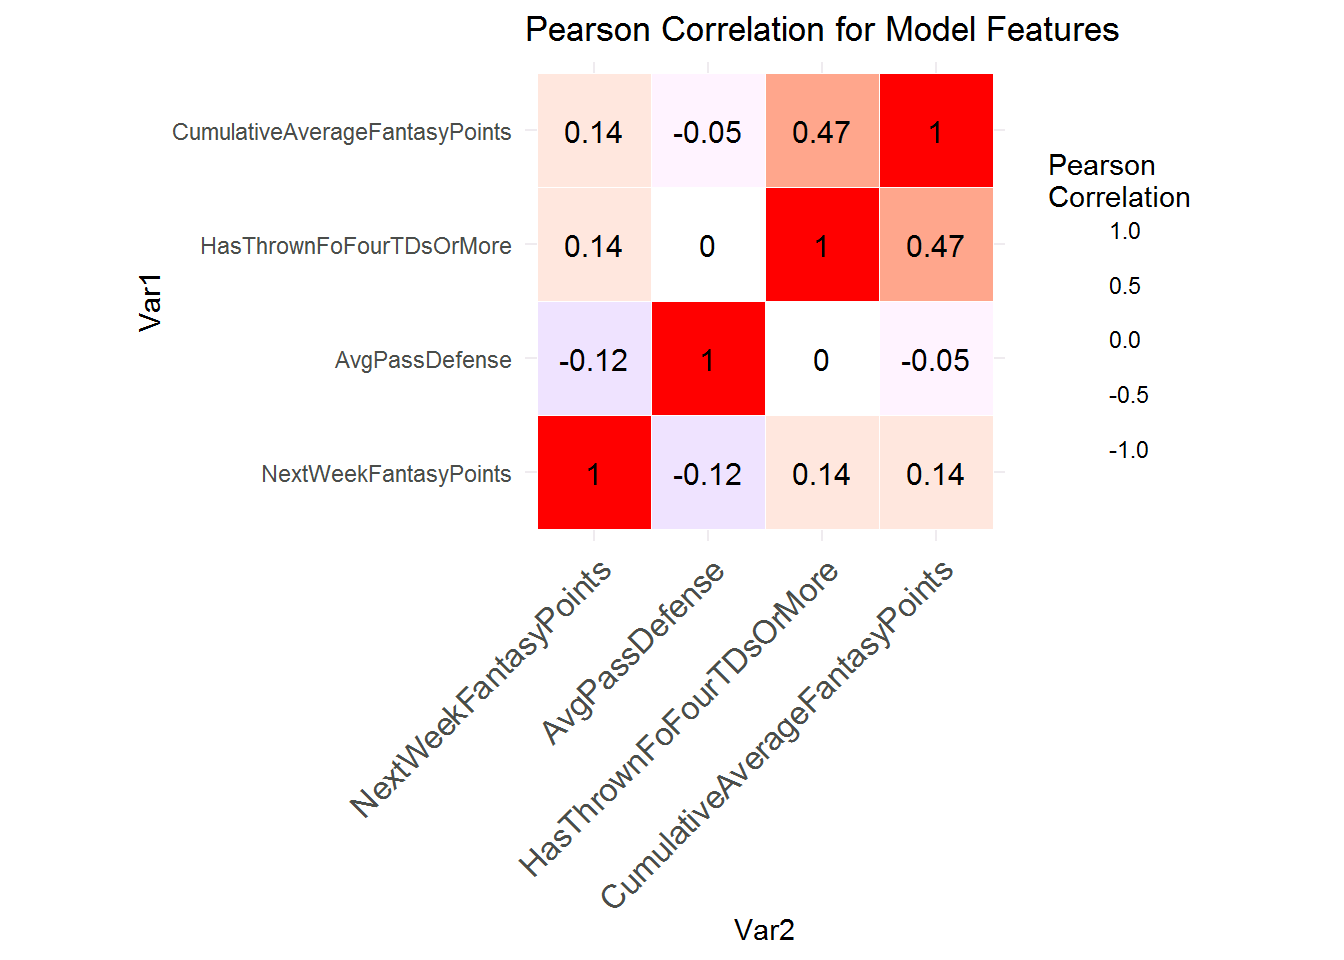 Pearson Correlation for Model Features
CumulativeAverageFantasyPoints 0.14 -0.05 0.47 1
HasThrownFoFourTDsOrMore 0.14 0 1 0.47
AvgPassDefense -0.12 1 0 -0.05
NextWeekFantasyPoints 1 -0.12 0.14 0.14
Var1
NextWeekFantasyPoints
AvgPassDefense
HasThrownFoFourTDsOrMore
CumulativeAverageFantasyPoints
Var2
Pearson
Correlation
1.0
0.5
0.0
-0.5
-1.0